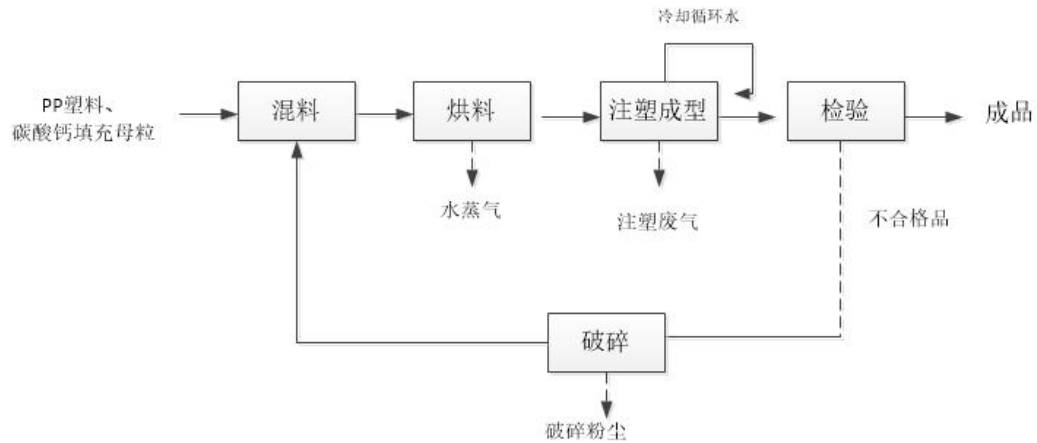 冷却循环水
PP塑料、
碳酸钙填充母粒
混料
烘料
注塑成型
检验
成品
水蒸气
注塑废气
不合格品
破碎
破碎粉尘